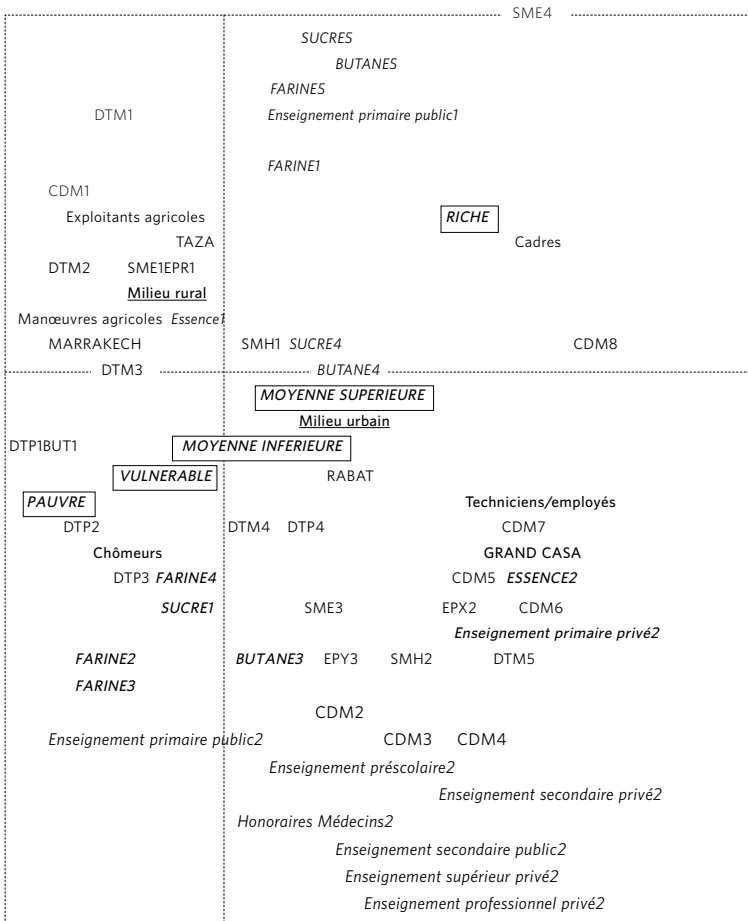 SME4
SUCRE5
BUTANE5
FARINE5
DTM1 Enseignement primaire public1
FARINE1
CDM1
Exploitants agricoles RICHE
TAZA Cadres
DTM2 SME1EPR1
Milieu rural
Manœuvres agricoles Essence1
MARRAKECH SMH1 SUCRE4 CDM8
DTM3 BUTANE4
MOYENNE SUPERIEURE
Milieu urbain
DTP1BUT1 MOYENNE INFERIEURE
VULNERABLE RABAT
PAUVRE Techniciens/employés
DTP2 DTM4 DTP4 CDM7
Chômeurs GRAND CASA
DTP3 FARINE4 CDM5 ESSENCE2
SUCRE1 SME3 EPX2 CDM6
Enseignement primaire privé2
FARINE2 BUTANE3 EPY3 SMH2 DTM5
FARINE3
CDM2
Enseignement primaire public2 CDM3 CDM4
Enseignement préscolaire2
Enseignement secondaire privé2
Honoraires Médecins2
Enseignement secondaire public2
Enseignement supérieur privé2
Enseignement professionnel privé2